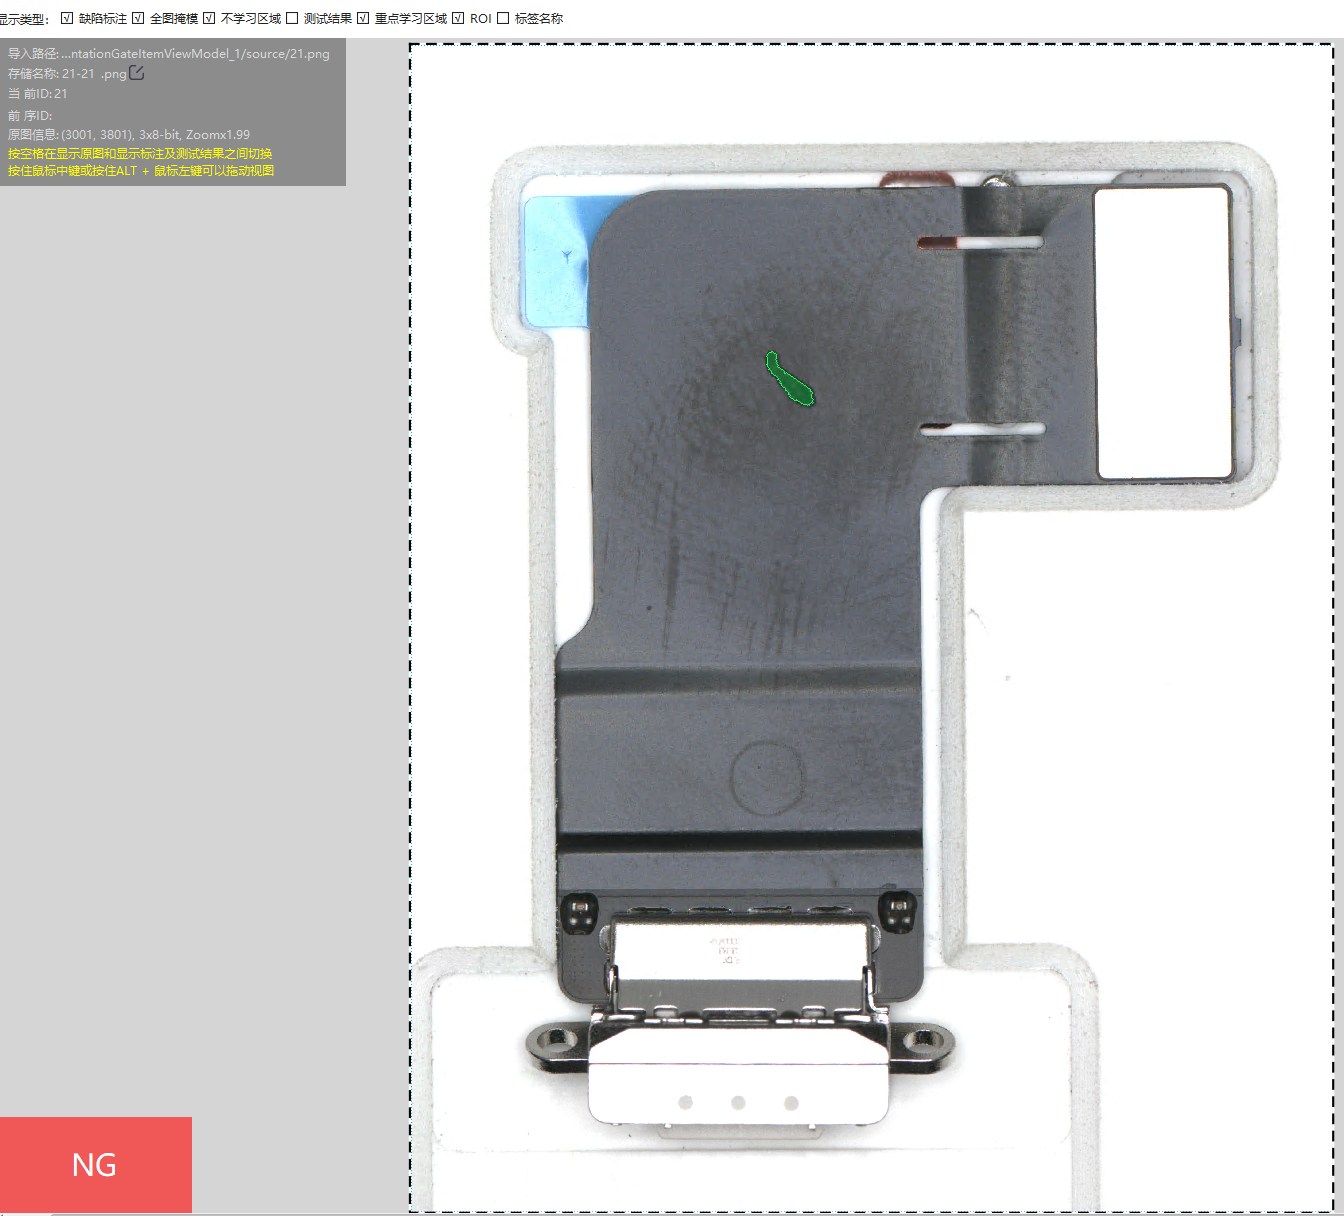 显示类型： 缺陷标注 全图掩模 不学习区域 测试结果 重点学习区域 ROI 标签名称
导入路径: ...ntationGateItemViewModel_1/source/21.png
存储名称: 21-21 .png
当 前ID: 21
前 序ID:
原图信息: (3001, 3801), 3x8-bit, Zoomx1.99
按空格在显示原图和显示标注及测试结果之间切换
按住鼠标中键或按住ALT + 鼠标左键可以拖动视图
NG